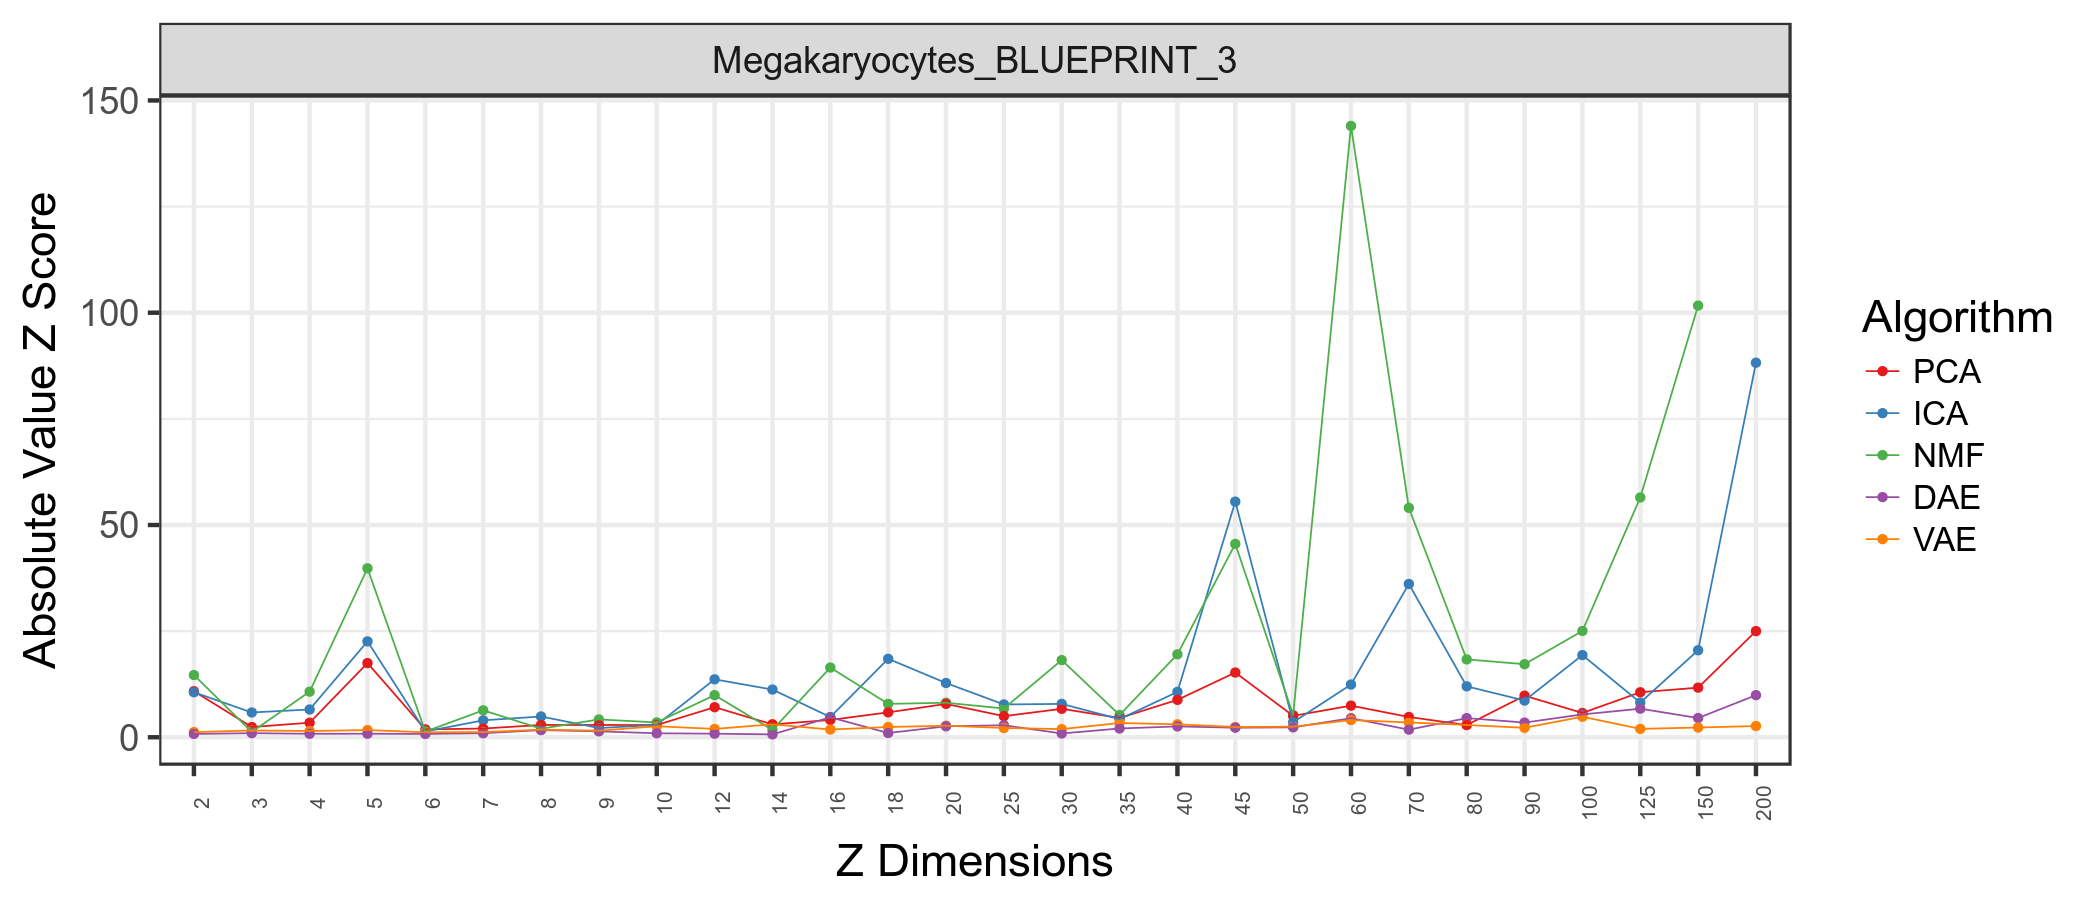 Megakaryocytes_BLUEPRINT_3
Absolute Value Z Score
150
100
50
0
2 3 4 5 6 7 8 9 10 12 14 16 18 20 25 30 35 40 45 50 60 70 80 90 100 125 150 200
Z Dimensions
Algorithm
PCA
ICA
NMF
DAE
VAE